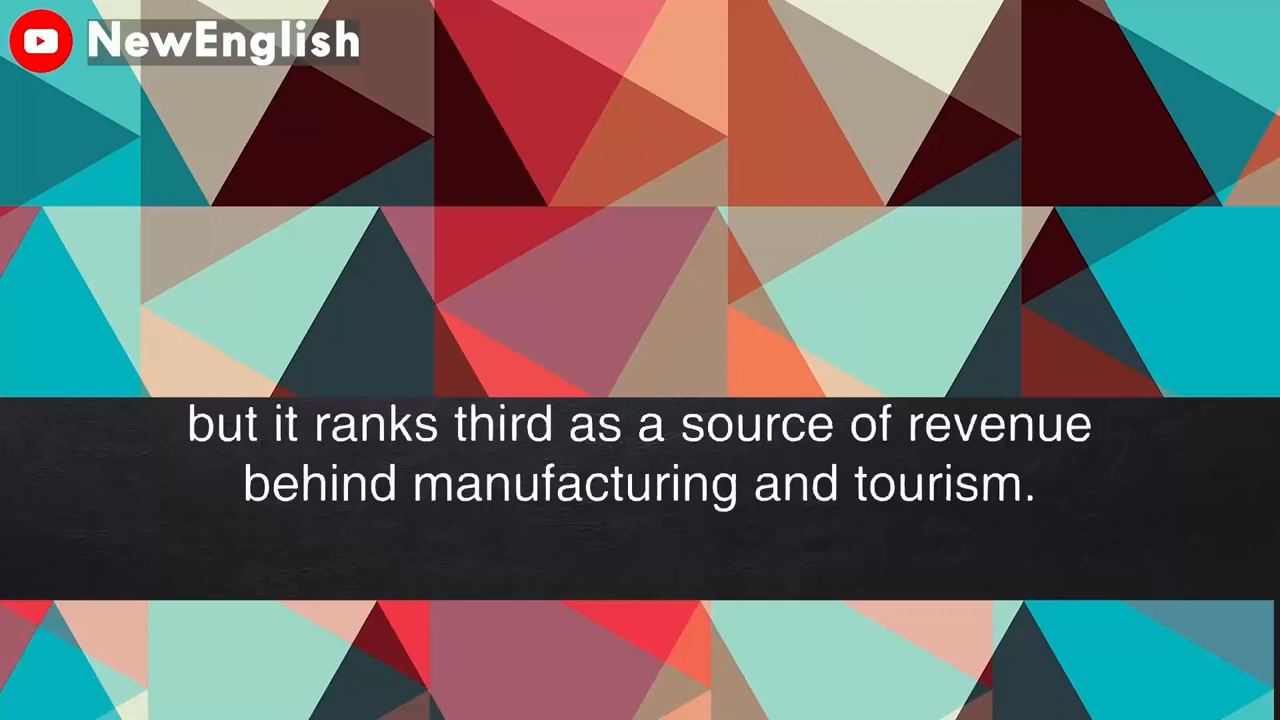 NewEnglish
but it ranks third as a source of revenue
behind manufacturing and tourism.